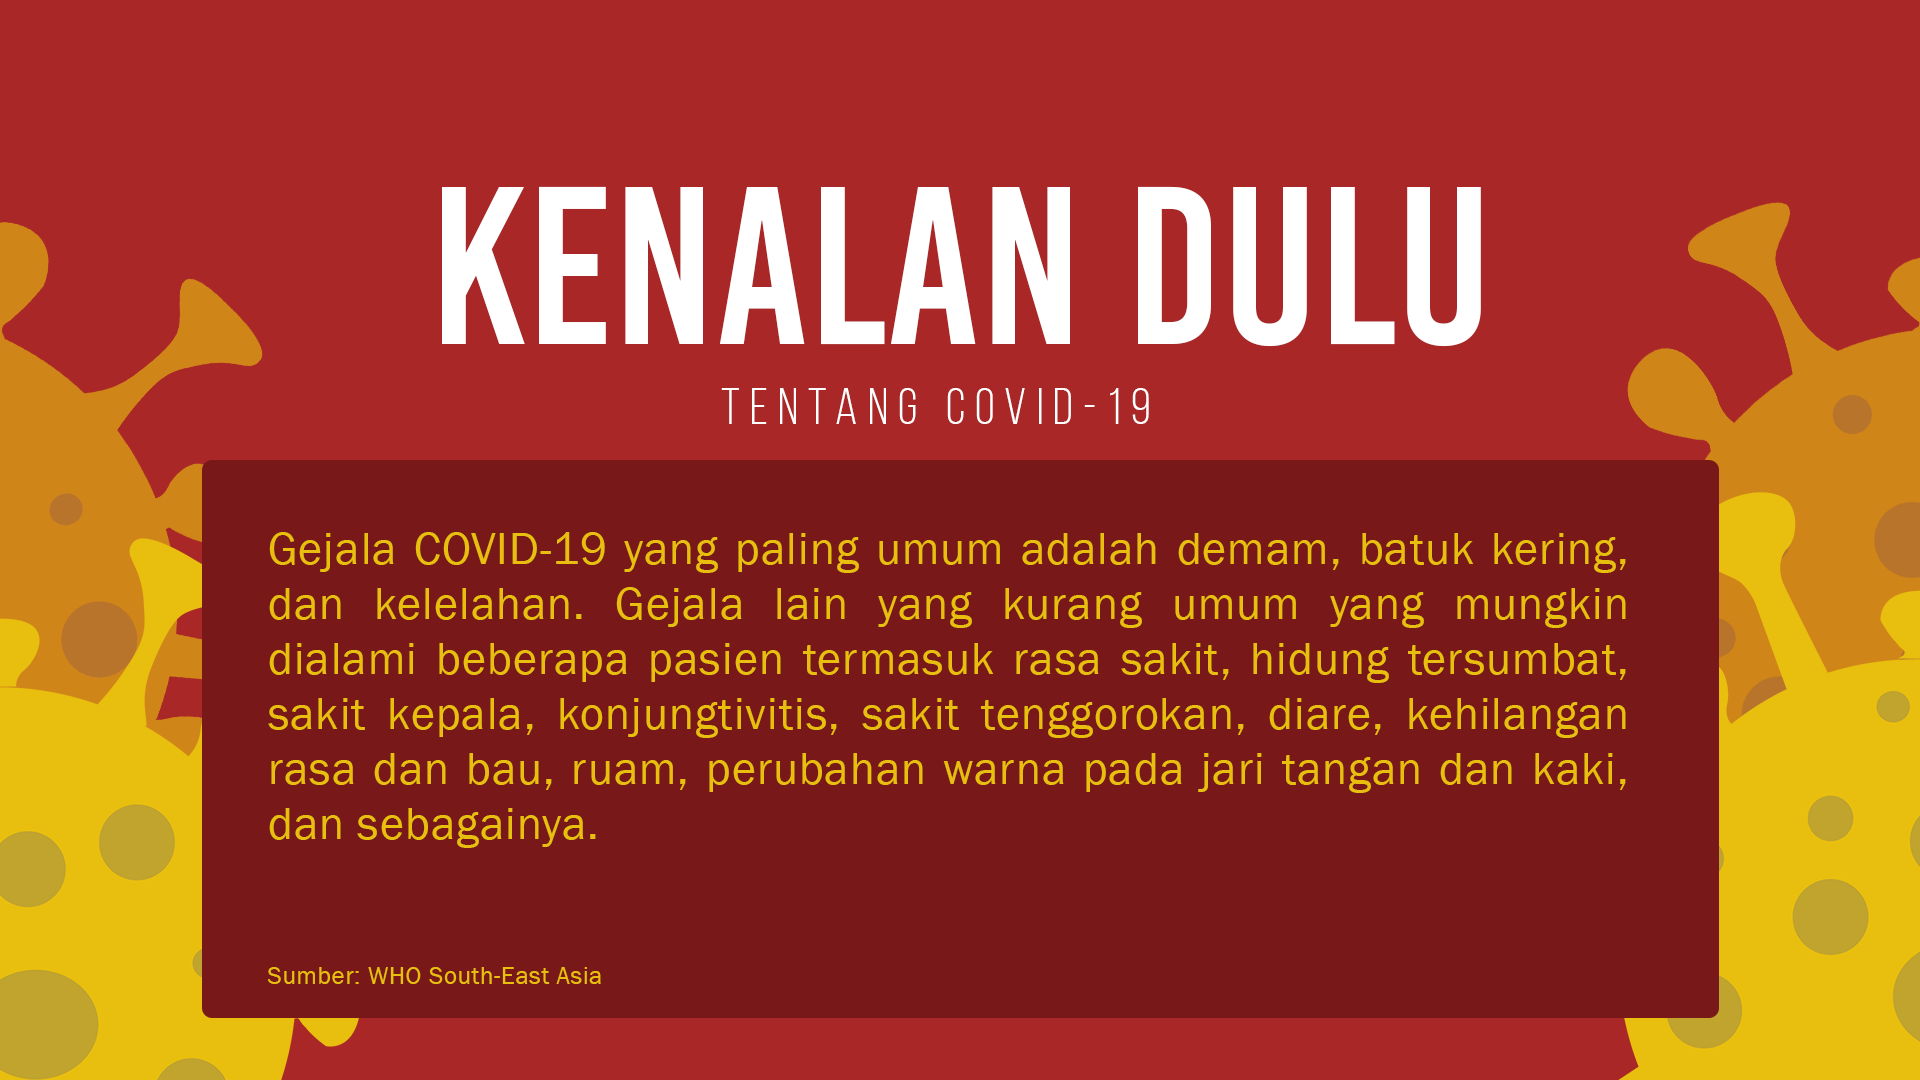 KENALAN DULU
TENTANG COVID-19
Gejala COVID-19 yang paling umum adalah demam, batuk kering,
dan kelelahan. Gejala lain yang kurang umum yang mungkin
dialami beberapa pasien termasuk rasa sakit, hidung tersumbat,
sakit kepala, konjungtivitis, sakit tenggorokan, diare, kehilangan
rasa dan bau, ruam, perubahan warna pada jari tangan dan kaki,
dan sebagainya.
Sumber: WHO South-East Asia